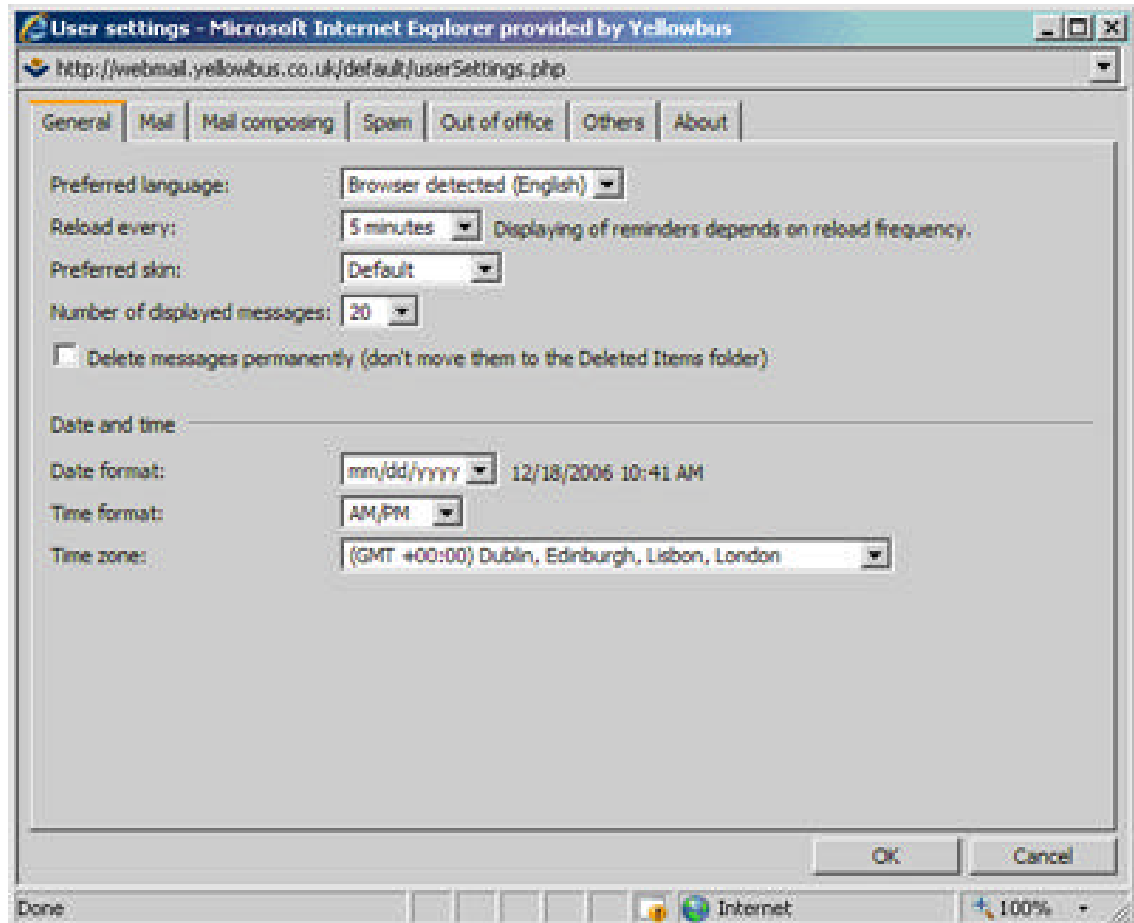 User settings - Microsoft Internet Explorer provided by Yellowbus
http://webmail.yellowbus.co.uk/default/userSettings.php
General Mail Mail composing Spam Out of office Others About
Preferred language: Browser detected (English)
Reload every: 5 minutes Displaying of reminders depends on reload frequency.
Preferred skin: Default
Number of displayed messages: 20
Delete messages permanently (don't move them to the Deleted Items folder)
Date and time
Date format: mm/dd/yyyy 12/18/2006 10:41 AM
Time format: AM/PM
Time zone: (GMT +00:00) Dublin, Edinburgh, Lisbon, London
OK Cancel
Done Internet 100%